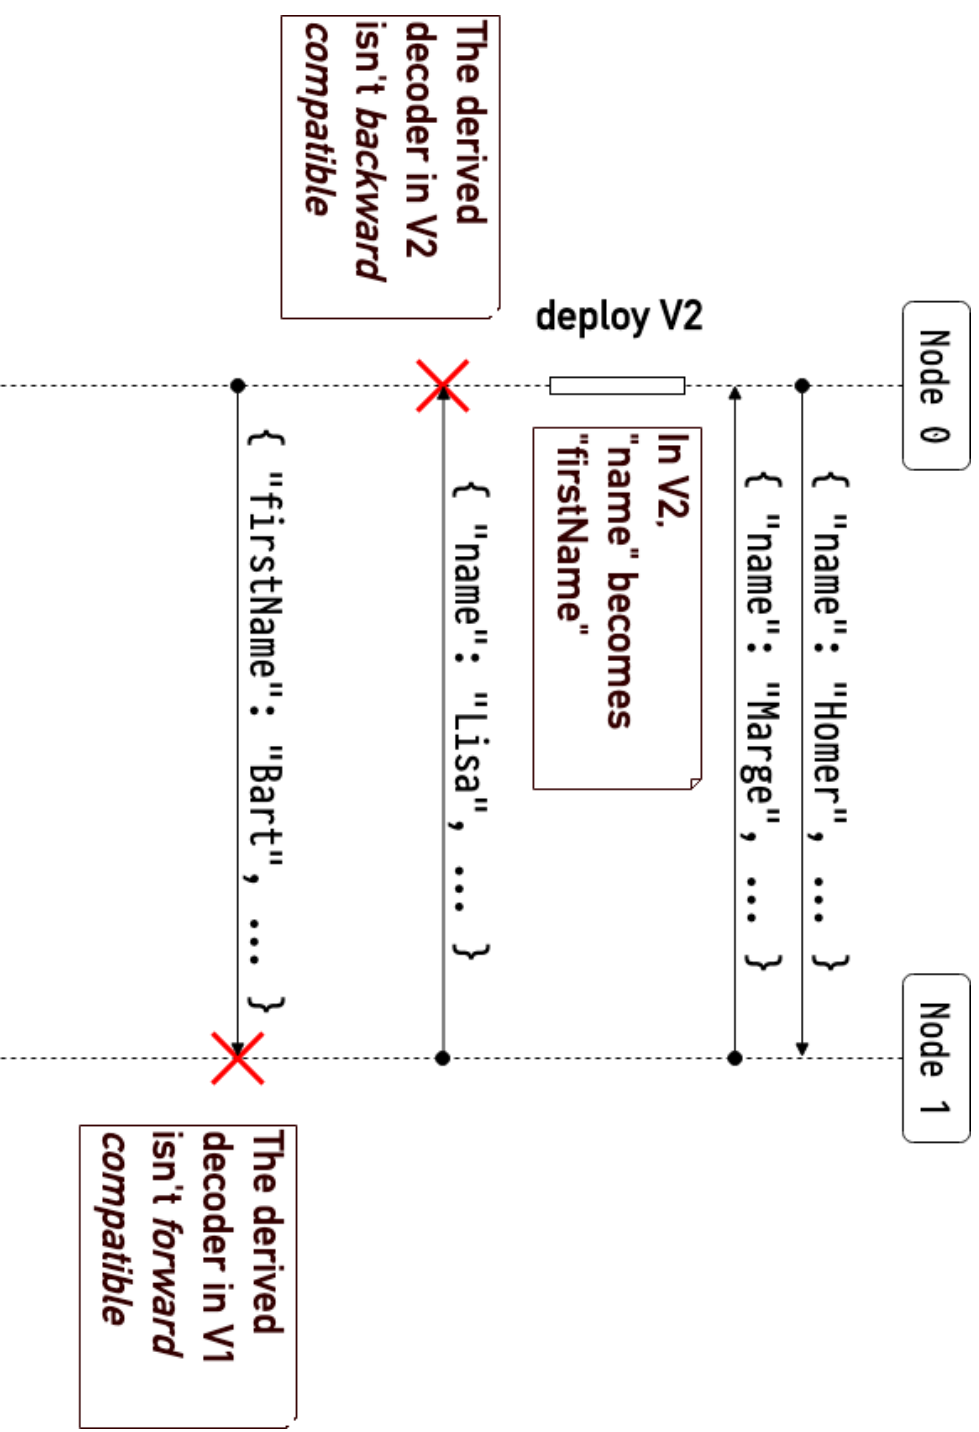 Node 0
Node 1
{ "name": "Homer", ... }
{ "name": "Marge", ... }
deploy V2
In V2,
"name" becomes
"firstName"
{ "name": "Lisa", ... }
The derived
decoder in V2
isn't backward
compatible
{ "firstName": "Bart", ... }
The derived
decoder in V1
isn't forward
compatible